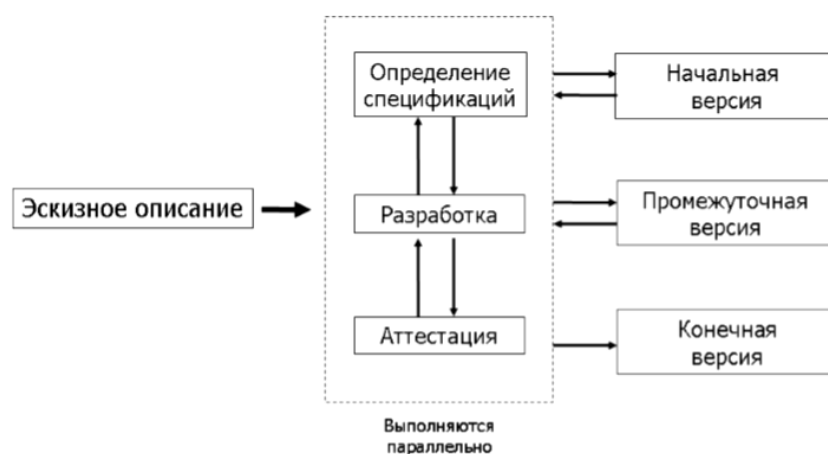 Определение
спецификаций
Начальная
версия
Эскизное описание
Разработка
Промежуточная
версия
Аттестация
Конечная
версия
Выполняются
параллельно